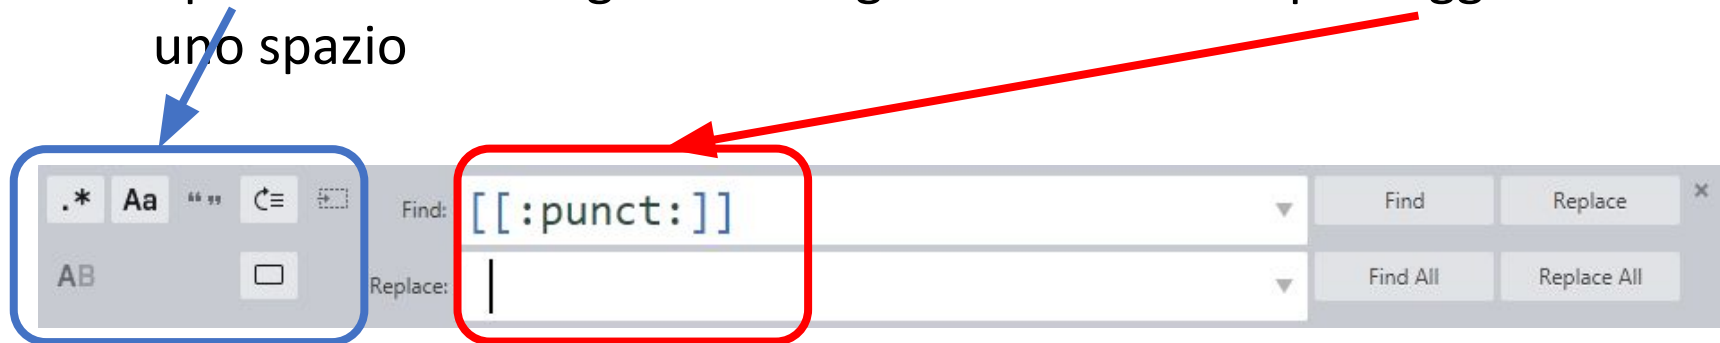 uno spazio
.* Aa “” Find: [[:punct:]] Find Replace ×
AB Replace: Find All Replace All